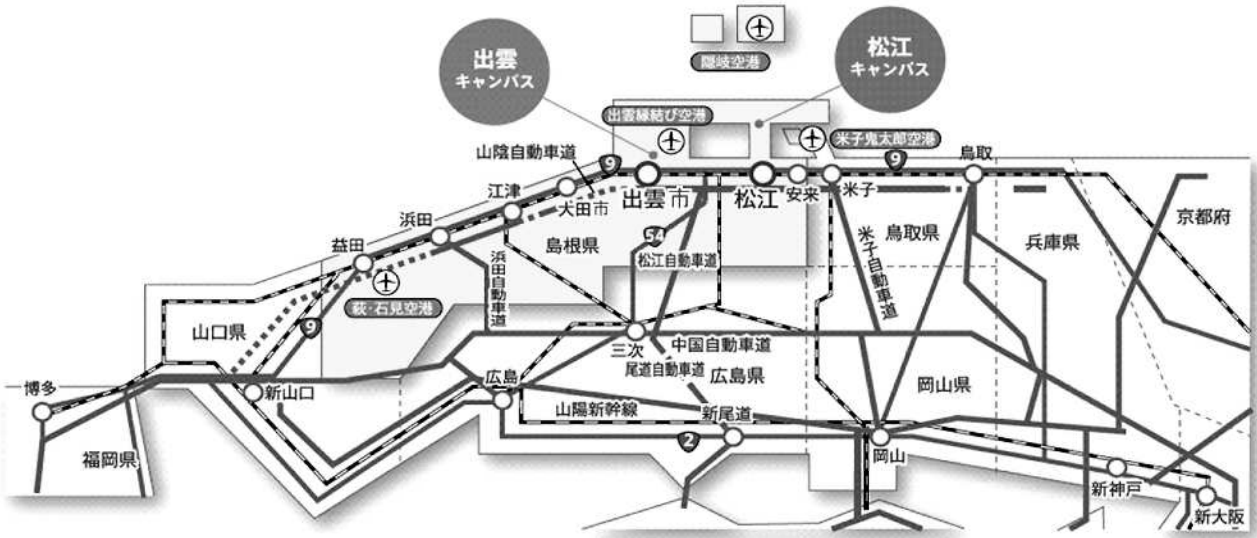 出雲
キャンパス
松江
キャンパス
隠岐空港
出雲縁結び空港
米子鬼太郎空港
山陰自動車道
9
9
鳥取
江津
大田市
出雲市
松江
安来
米子
浜田
益田
島根県
54
松江自動車道
鳥取県
兵庫県
京都府
浜田自動車道
米子自動車道
萩・石見空港
山口県
9
三次
中国自動車道
尾道自動車道
広島県
岡山県
博多
新山口
広島
山陽新幹線
新尾道
2
岡山
福岡県
新神戸
新大阪